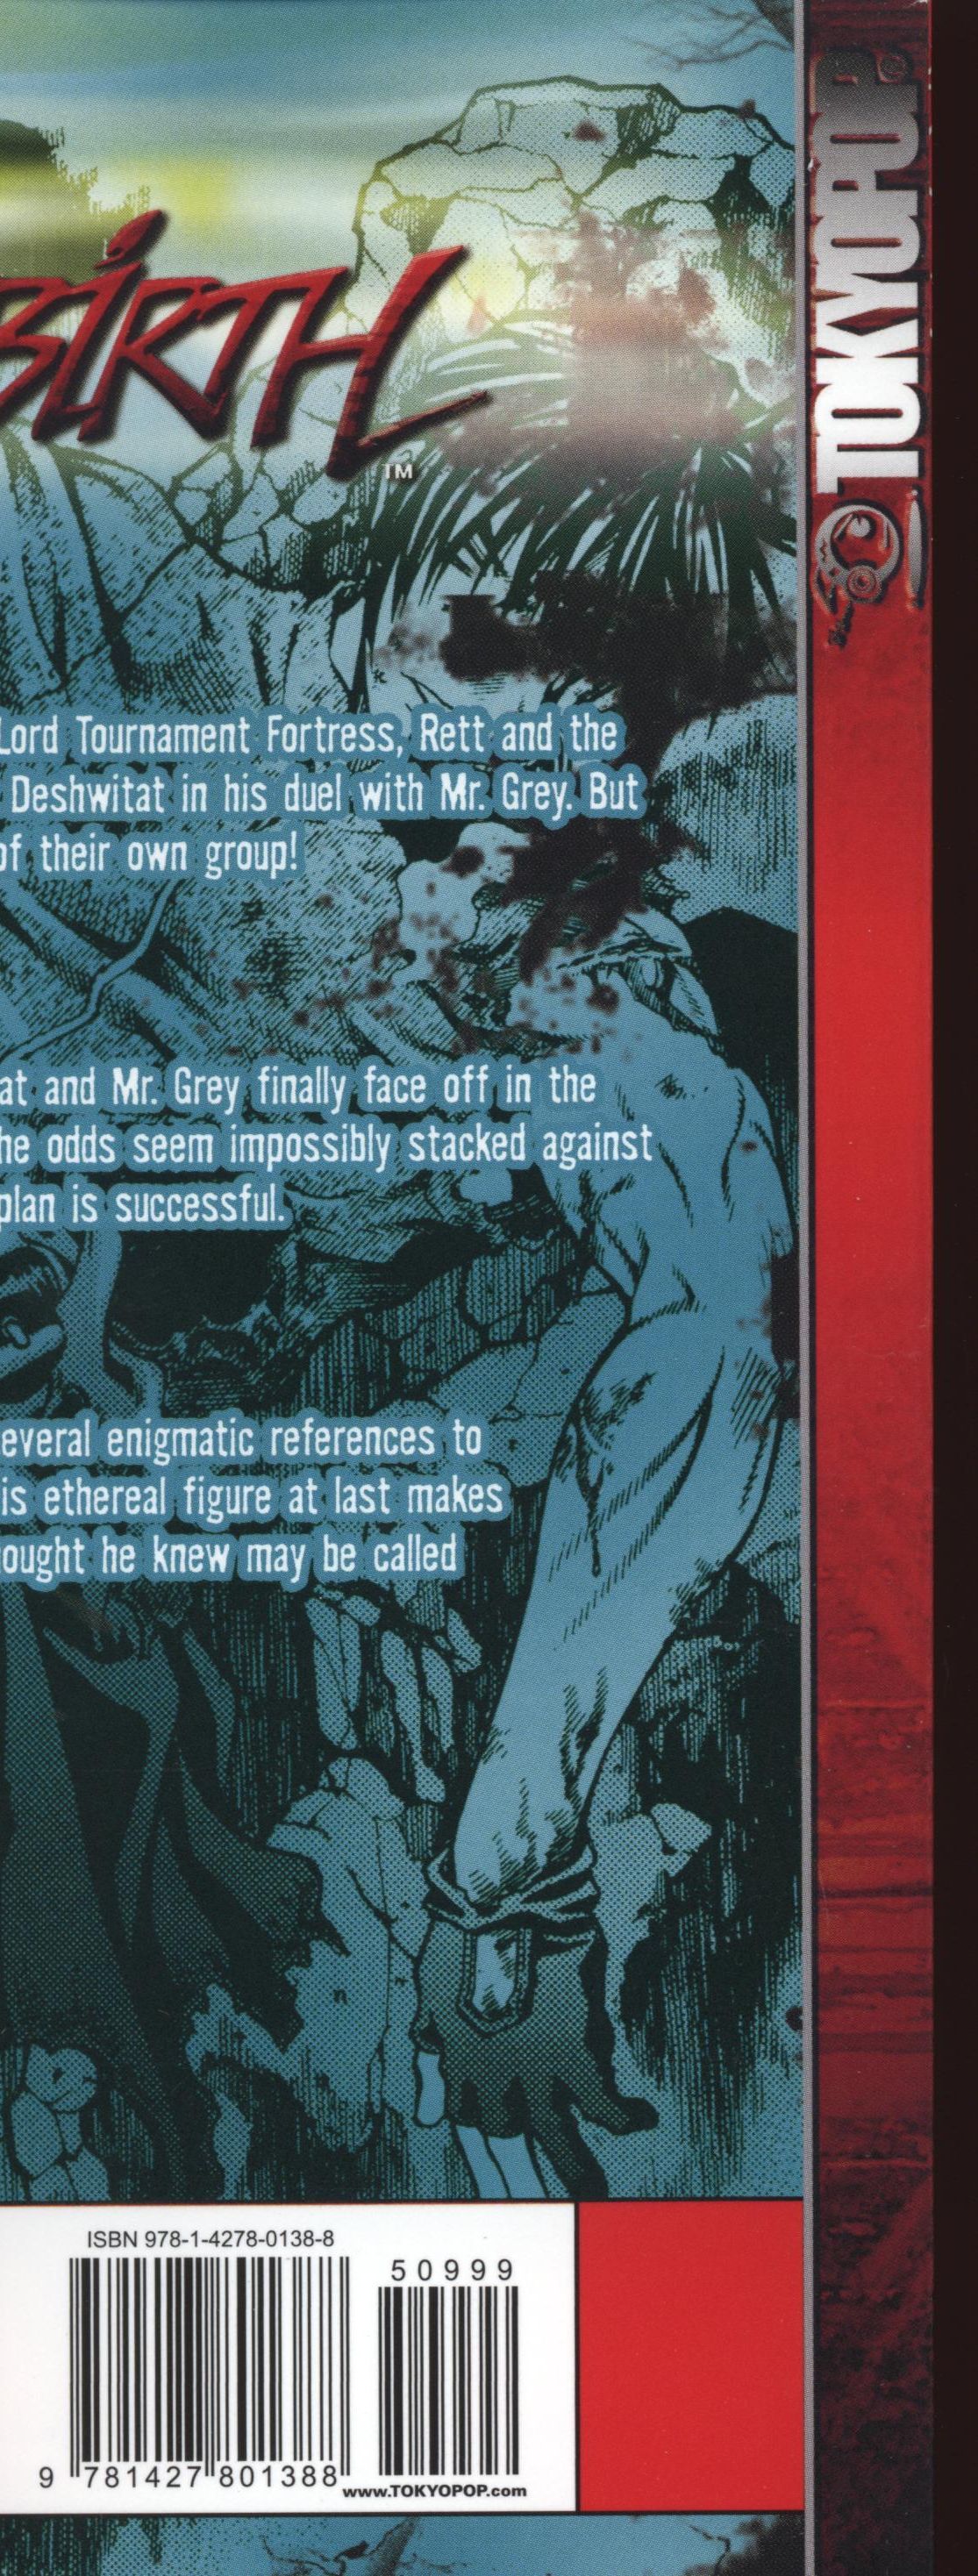 BIRTH
TM
Lord Tournament Fortress, Rett and the
Deshwitat in his duel with Mr. Grey. But
of their own group!
at and Mr. Grey finally face off in the
he odds seem impossibly stacked against
plan is successful.
everal enigmatic references to
is ethereal figure at last makes
ought he knew may be called
ISBN 978-1-4278-0138-8
50999
9 781427 801388
www.TOKYOPOP.com
TOKYOPOP